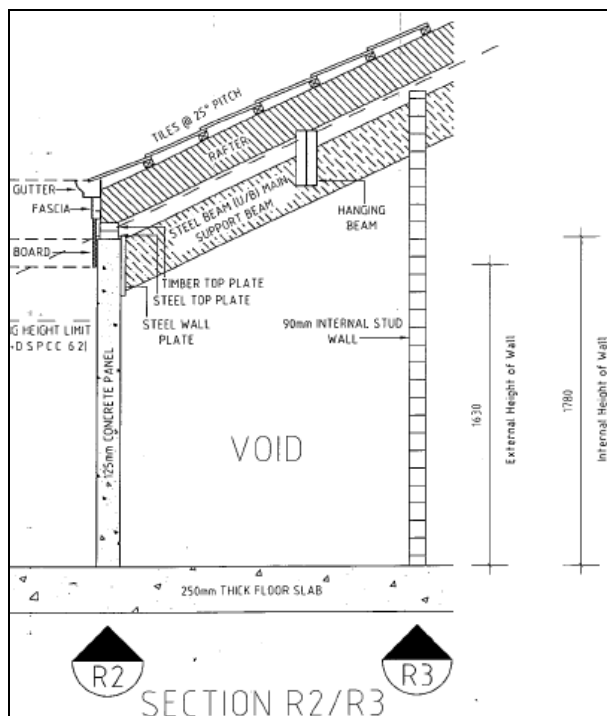 TILES @ 25° PITCH
RAFTER
GUTTER
FASCIA
STEEL BEAM (U/B) MAIN
SUPPORT BEAM
HANGING
BEAM
BOARD
TIMBER TOP PLATE
STEEL TOP PLATE
STEEL WALL
PLATE
90mm INTERNAL STUD
WALL
G HEIGHT LIMIT
D S P C C 6 2)
125mm CONCRETE PANEL
VOID
1630
External Height of Wall
1780
Internal Height of Wall
250mm THICK FLOOR SLAB
R2
R3
SECTION R2/R3